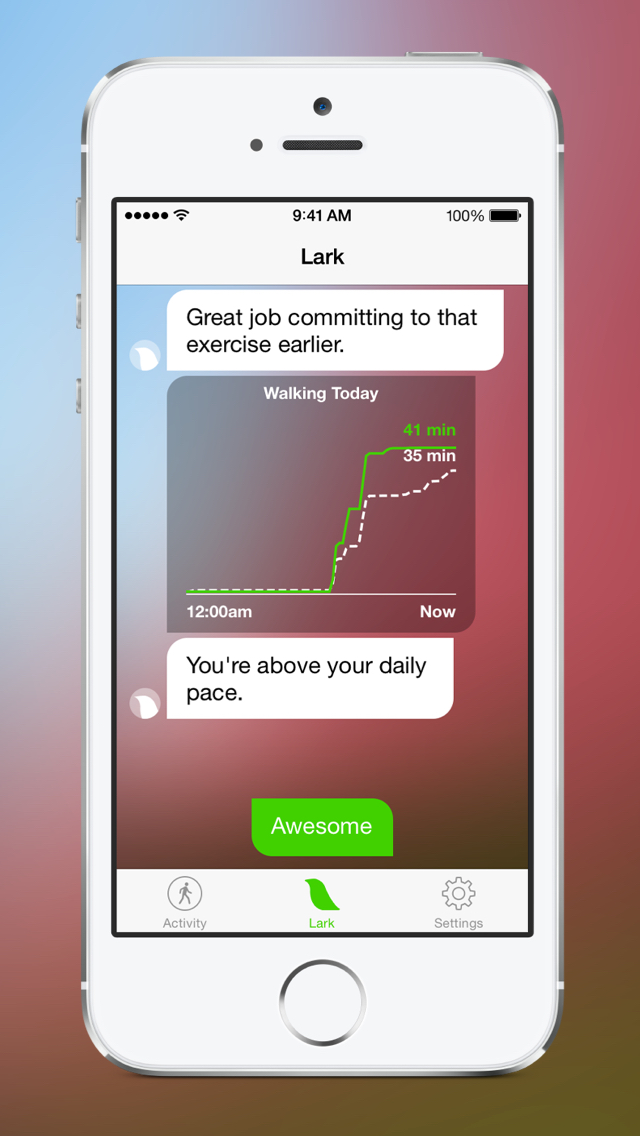 9:41 AM
100%
Lark
Great job committing to that
exercise earlier.
Walking Today
41 min
35 min
12:00am
Now
You're above your daily
pace.
Awesome
Activity
Lark
Settings